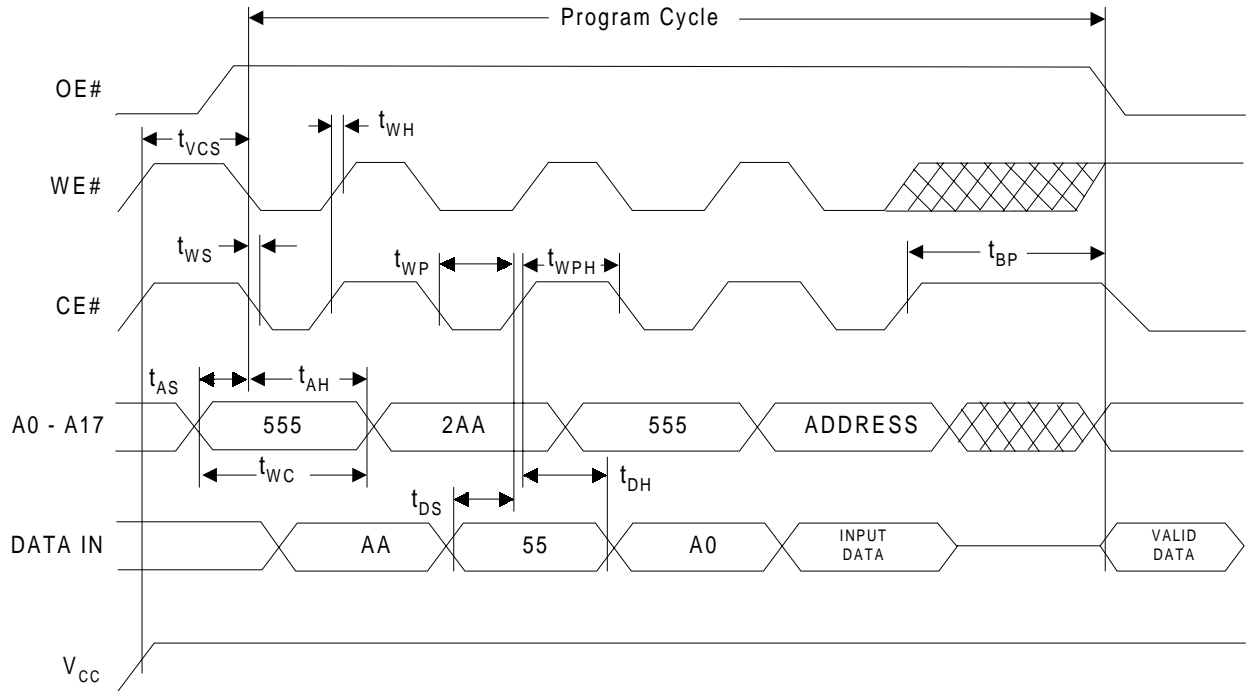 Program Cycle
OE#
tVCS
tWH
WE#
tWS
tWP
tWPH
tBP
CE#
tAS
tAH
A0 - A17
555
2AA
555
ADDRESS
tWC
tDS
tDH
DATA IN
AA
55
A0
INPUT
DATA
VALID
DATA
VCC